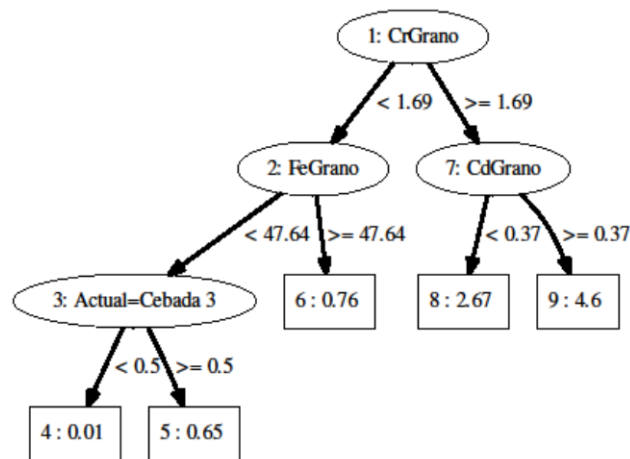 1: CrGrano
< 1.69 >= 1.69
2: FeGrano 7: CdGrano
< 47.64 >= 47.64 < 0.37 >= 0.37
3: Actual=Cebada 3 6 : 0.76 8 : 2.67 9 : 4.6
< 0.5 >= 0.5
4 : 0.01 5 : 0.65